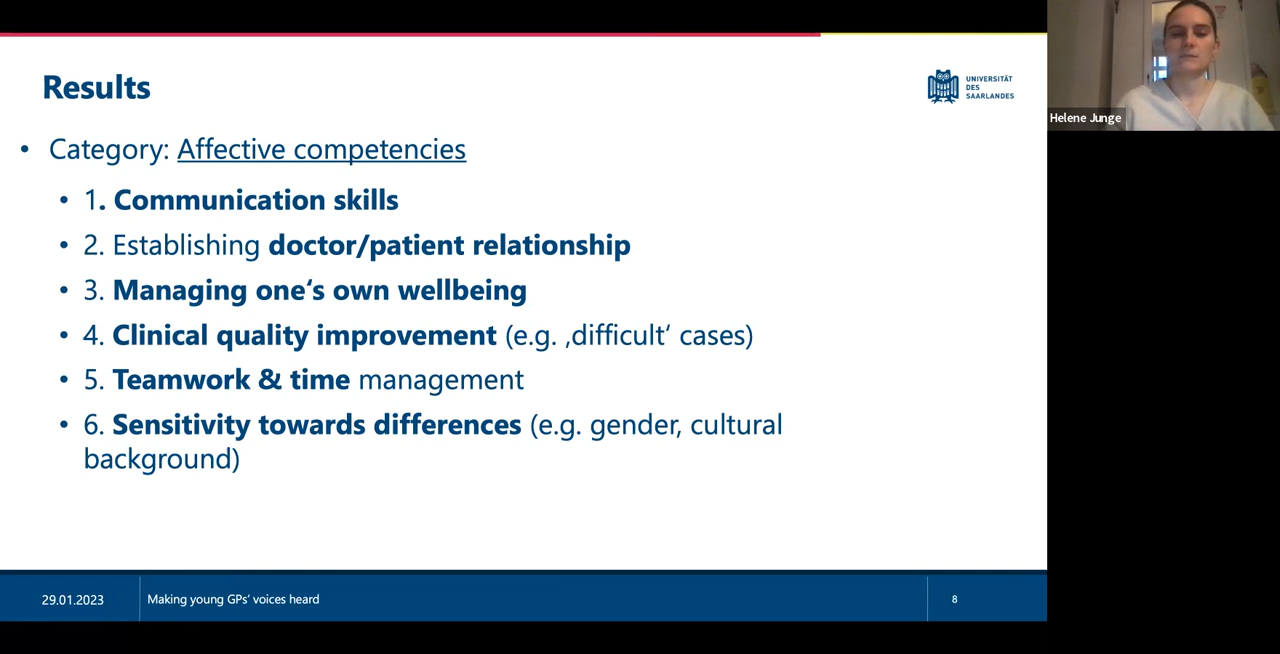 Results
UNIVERSITÄT
DES
SAARLANDES
Helene Junge
• Category: Affective competencies
• 1. Communication skills
• 2. Establishing doctor/patient relationship
• 3. Managing one‘s own wellbeing
• 4. Clinical quality improvement (e.g. ‚difficult‘ cases)
• 5. Teamwork & time management
• 6. Sensitivity towards differences (e.g. gender, cultural
background)
29.01.2023
Making young GPs‘ voices heard
8